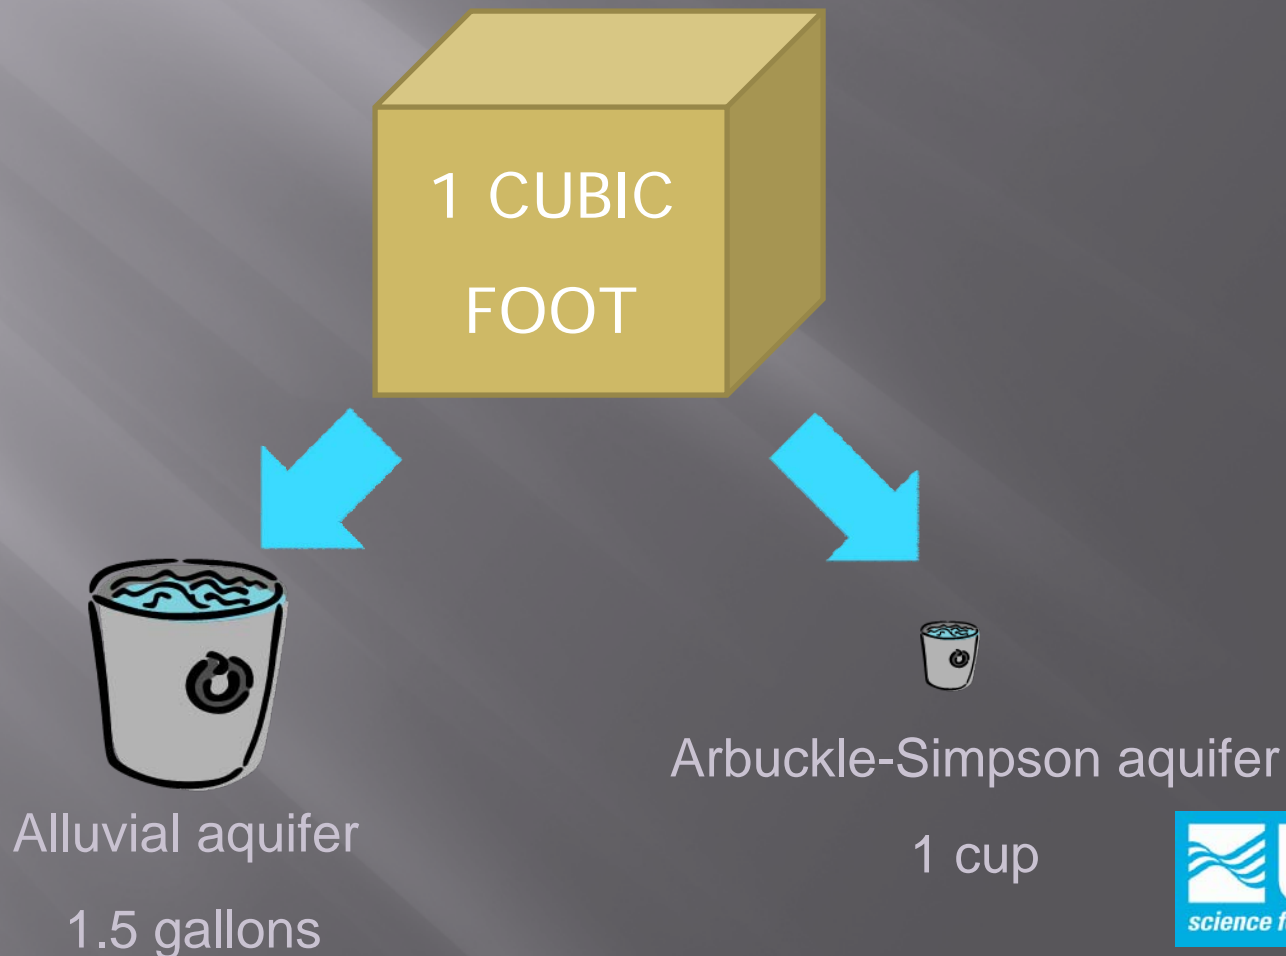 1 CUBIC
FOOT
Alluvial aquifer
1.5 gallons
Arbuckle-Simpson aquifer
1 cup
science